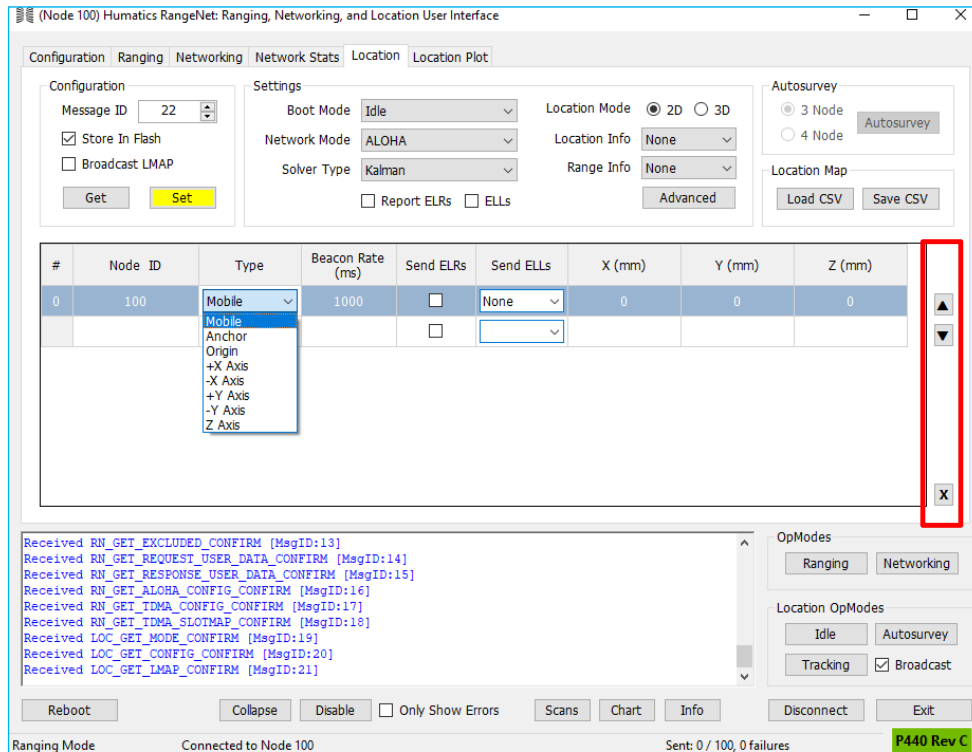 (Node 100) Humatics RangeNet: Ranging, Networking, and Location User Interface
Configuration Ranging Networking Network Stats Location Location Plot
Configuration
Message ID 22
Store In Flash
Broadcast LMAP
Get Set
Settings
Boot Mode Idle
Network Mode ALOHA
Solver Type Kalman
Report ELRs ELLs
Location Mode 2D 3D
Location Info None
Range Info None
Advanced
Autosurvey
3 Node
4 Node
Autosurvey
Location Map
Load CSV Save CSV
# Node ID Type Beacon Rate (ms) Send ELRs Send ELLs X (mm) Y (mm) Z (mm)
0 100 Mobile 1000 None 0 0 0
Mobile
Anchor
Origin
+X Axis
-X Axis
+Y Axis
-Y Axis
Z Axis
X
Received RN_GET_EXCLUDED_CONFIRM [MsgID:13]
Received RN_GET_REQUEST_USER_DATA_CONFIRM [MsgID:14]
Received RN_GET_RESPONSE_USER_DATA_CONFIRM [MsgID:15]
Received RN_GET_ALOHA_CONFIG_CONFIRM [MsgID:16]
Received RN_GET_TDMA_CONFIG_CONFIRM [MsgID:17]
Received RN_GET_TDMA_SLOTMAP_CONFIRM [MsgID:18]
Received LOC_GET_MODE_CONFIRM [MsgID:19]
Received LOC_GET_CONFIG_CONFIRM [MsgID:20]
Received LOC_GET_LMAP_CONFIRM [MsgID:21]
OpModes
Ranging Networking
Location OpModes
Idle Autosurvey
Tracking Broadcast
Reboot Collapse Disable Only Show Errors Scans Chart Info Disconnect Exit
Ranging Mode Connected to Node 100 Sent: 0 / 100, 0 failures P440 Rev C